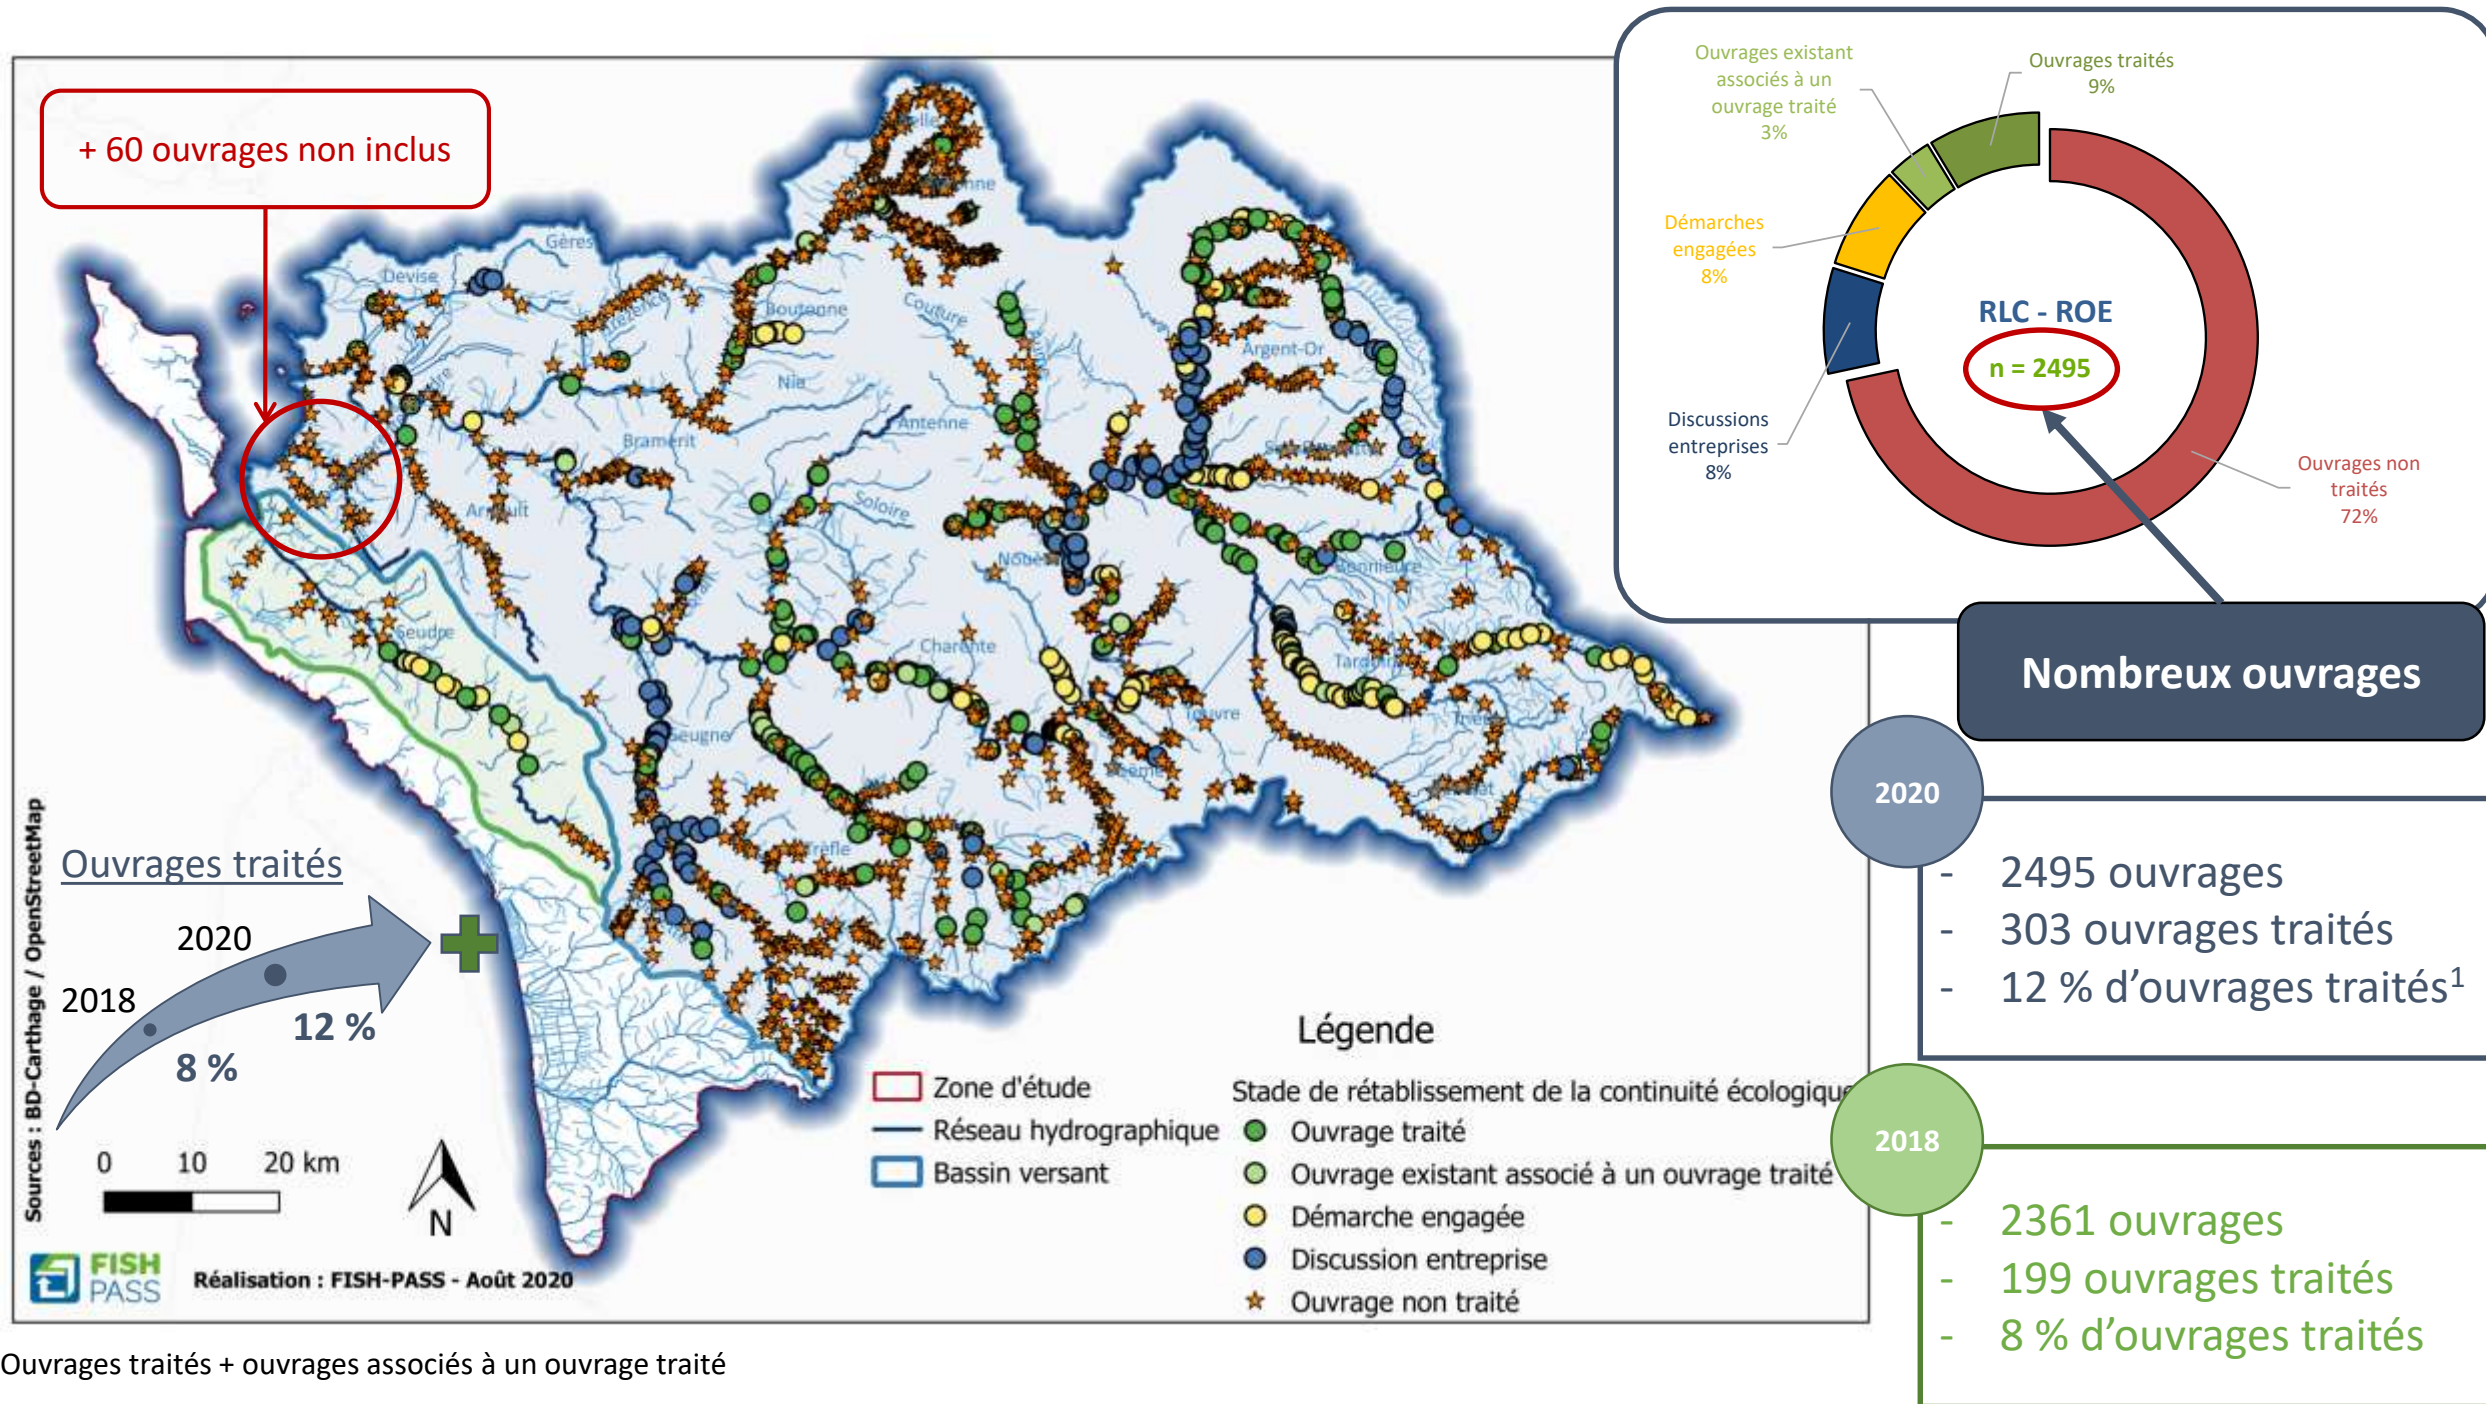 + 60 ouvrages non inclus
Gères
Devise
Boutonne
Couture
Nie
Antenne
Bramerit
Soloire
Argent-Or
Bonnieure
Seudre
Charente
Touvre
Seugne
Trèfle
Sources : BD-Carthage / OpenStreetMap
Ouvrages traités
2020
2018
12 %
8 %
0 10 20 km
N
FISH
PASS
Réalisation : FISH-PASS - Août 2020
Légende
Zone d'étude
Réseau hydrographique
Bassin versant
Stade de rétablissement de la continuité écologique
Ouvrage traité
Ouvrage existant associé à un ouvrage traité
Démarche engagée
Discussion entreprise
Ouvrage non traité
Ouvrages existant
associés à un
ouvrage traité
3%
Ouvrages traités
9%
Démarches
engagées
8%
Discussions
entreprises
8%
RLC - ROE
n = 2495
Ouvrages non
traités
72%
Nombreux ouvrages
2020
- 2495 ouvrages
- 303 ouvrages traités
- 12 % d’ouvrages traités¹
2018
- 2361 ouvrages
- 199 ouvrages traités
- 8 % d’ouvrages traités
Ouvrages traités + ouvrages associés à un ouvrage traité